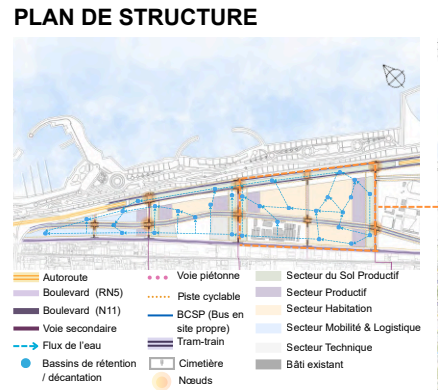 PLAN DE STRUCTURE
Autoroute
Boulevard (RN5)
Boulevard (N11)
Voie secondaire
Flux de l'eau
Bassins de rétention
/ décantation
Voie piétonne
Piste cyclable
BCSP (Bus en
site propre)
Tram-train
Cimetière
Nœuds
Secteur du Sol Productif
Secteur Productif
Secteur Habitation
Secteur Mobilité & Logistique
Secteur Technique
Bâti existant